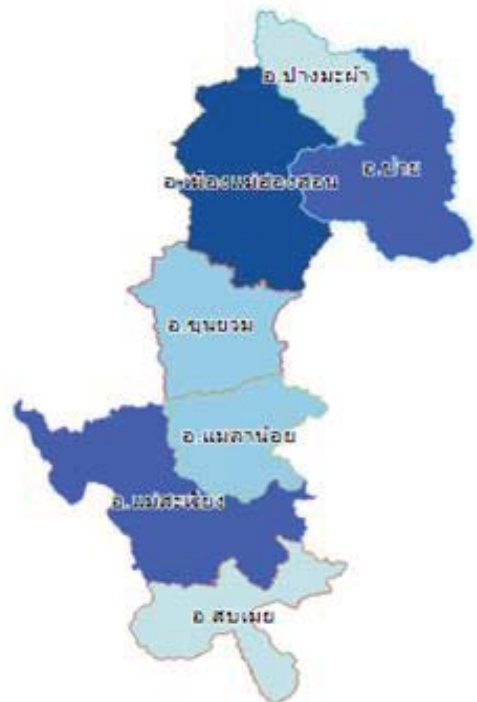 อ.ปางมะผ้า
อ.เมืองแม่ฮ่องสอน
อ.ปาย
อ.ขุนยวม
อ.แม่ลาน้อย
อ.แม่สะเรียง
อ.สบเมย